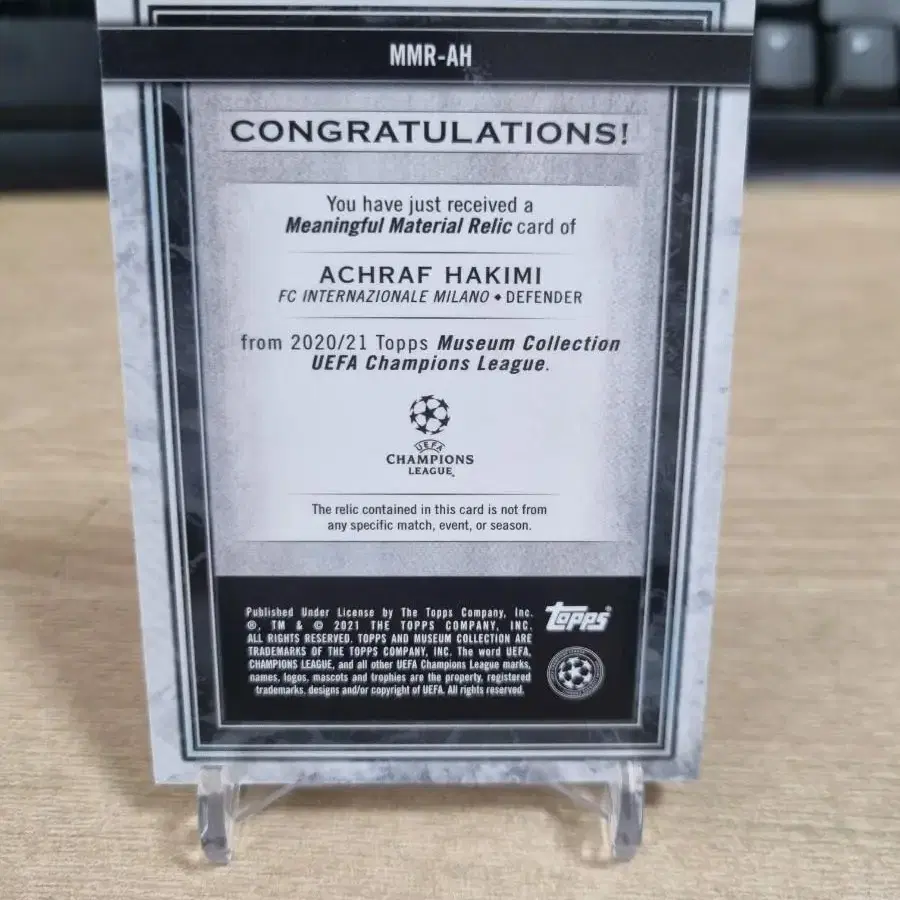 MMR-AH
CONGRATULATIONS!
You have just received a
Meaningful Material Relic card of
ACHRAF HAKIMI
FC INTERNAZIONALE MILANO ◆ DEFENDER
from 2020/21 Topps Museum Collection
UEFA Champions League.
UEFA
CHAMPIONS
LEAGUE
The relic contained in this card is not from
any specific match, event, or season.
Published Under License by The Topps Company, Inc.
®, TM & © 2021 THE TOPPS COMPANY, INC.
ALL RIGHTS RESERVED. TOPPS AND MUSEUM COLLECTION ARE
TRADEMARKS OF THE TOPPS COMPANY, INC. The word UEFA,
CHAMPIONS LEAGUE, and all other UEFA Champions League marks,
names, logos, mascots and trophies are the property, registered
trademarks, designs and/or copyright of UEFA. All rights reserved.
topps